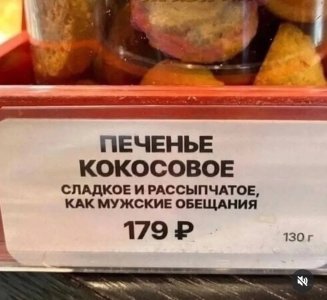 ПЕЧЕНЬЕ
КОКОСОВОЕ
СЛАДКОЕ И РАССЫПЧАТОЕ,
КАК МУЖСКИЕ ОБЕЩАНИЯ
179 ₽
130 г